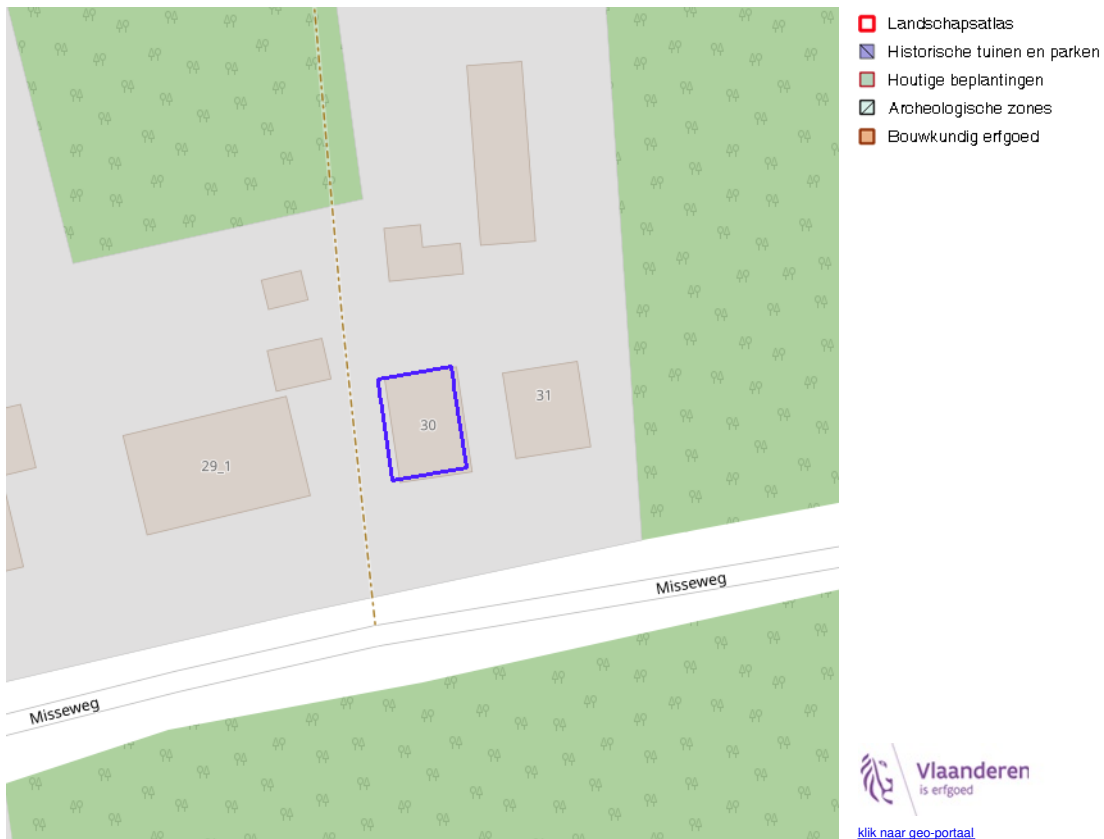 Landschapsatlas
Historische tuinen en parken
Houtige beplantingen
Archeologische zones
Bouwkundig erfgoed
31
30
29_1
Misseweg
Misseweg
Vlaanderen
is erfgoed
klik naar geo-portaal